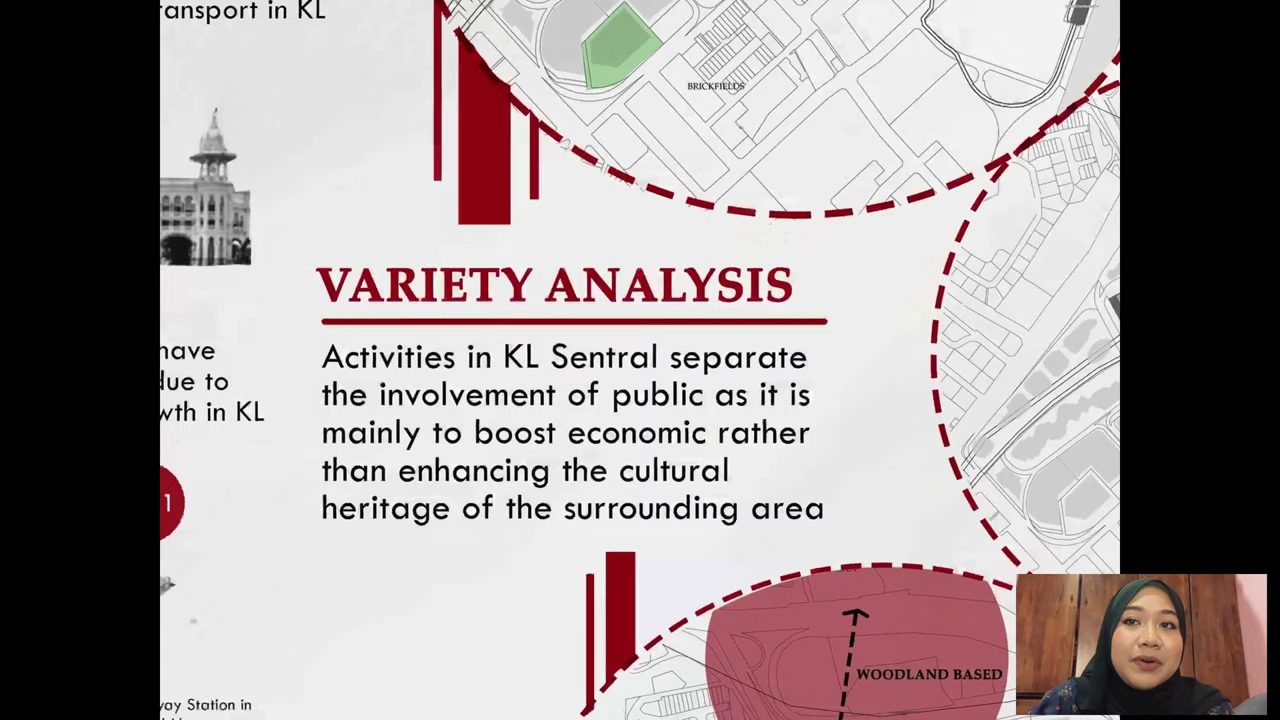 ransport in KL
BRICKFIELDS
VARIETY ANALYSIS
Activities in KL Sentral separate
the involvement of public as it is
mainly to boost economic rather
than enhancing the cultural
heritage of the surrounding area
have
due to
wth in KL
1
WOODLAND BASED
way Station in